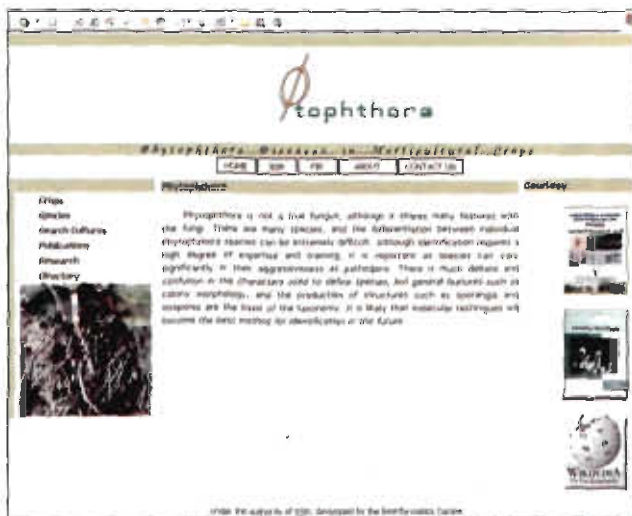 tophthora
Phytophthora Diseases in Horticultural Crops
HOME
ABOUT
CONTACT US
Phytophthora
Courtesy
Crops
Species
Search Cultures
Publications
Research
Directory
Phytophthora is not a true fungus, although it shares many features with
the fungi. There are many species, and the differentiation between individual
Phytophthora species can be extremely difficult. Although identification requires a
high degree of expertise and training, it is important as species can vary
significantly in their aggressiveness as pathogens. There is much debate and
confusion in the characters used to define species, but general features such as
colony morphology, and the production of structures such as sporangia and
oospores are the basis of the taxonomy. It is likely that molecular techniques will
become the best method for identification in the future.
WIKIPEDIA
Under the authority of developed by the Bioinformatics Centre